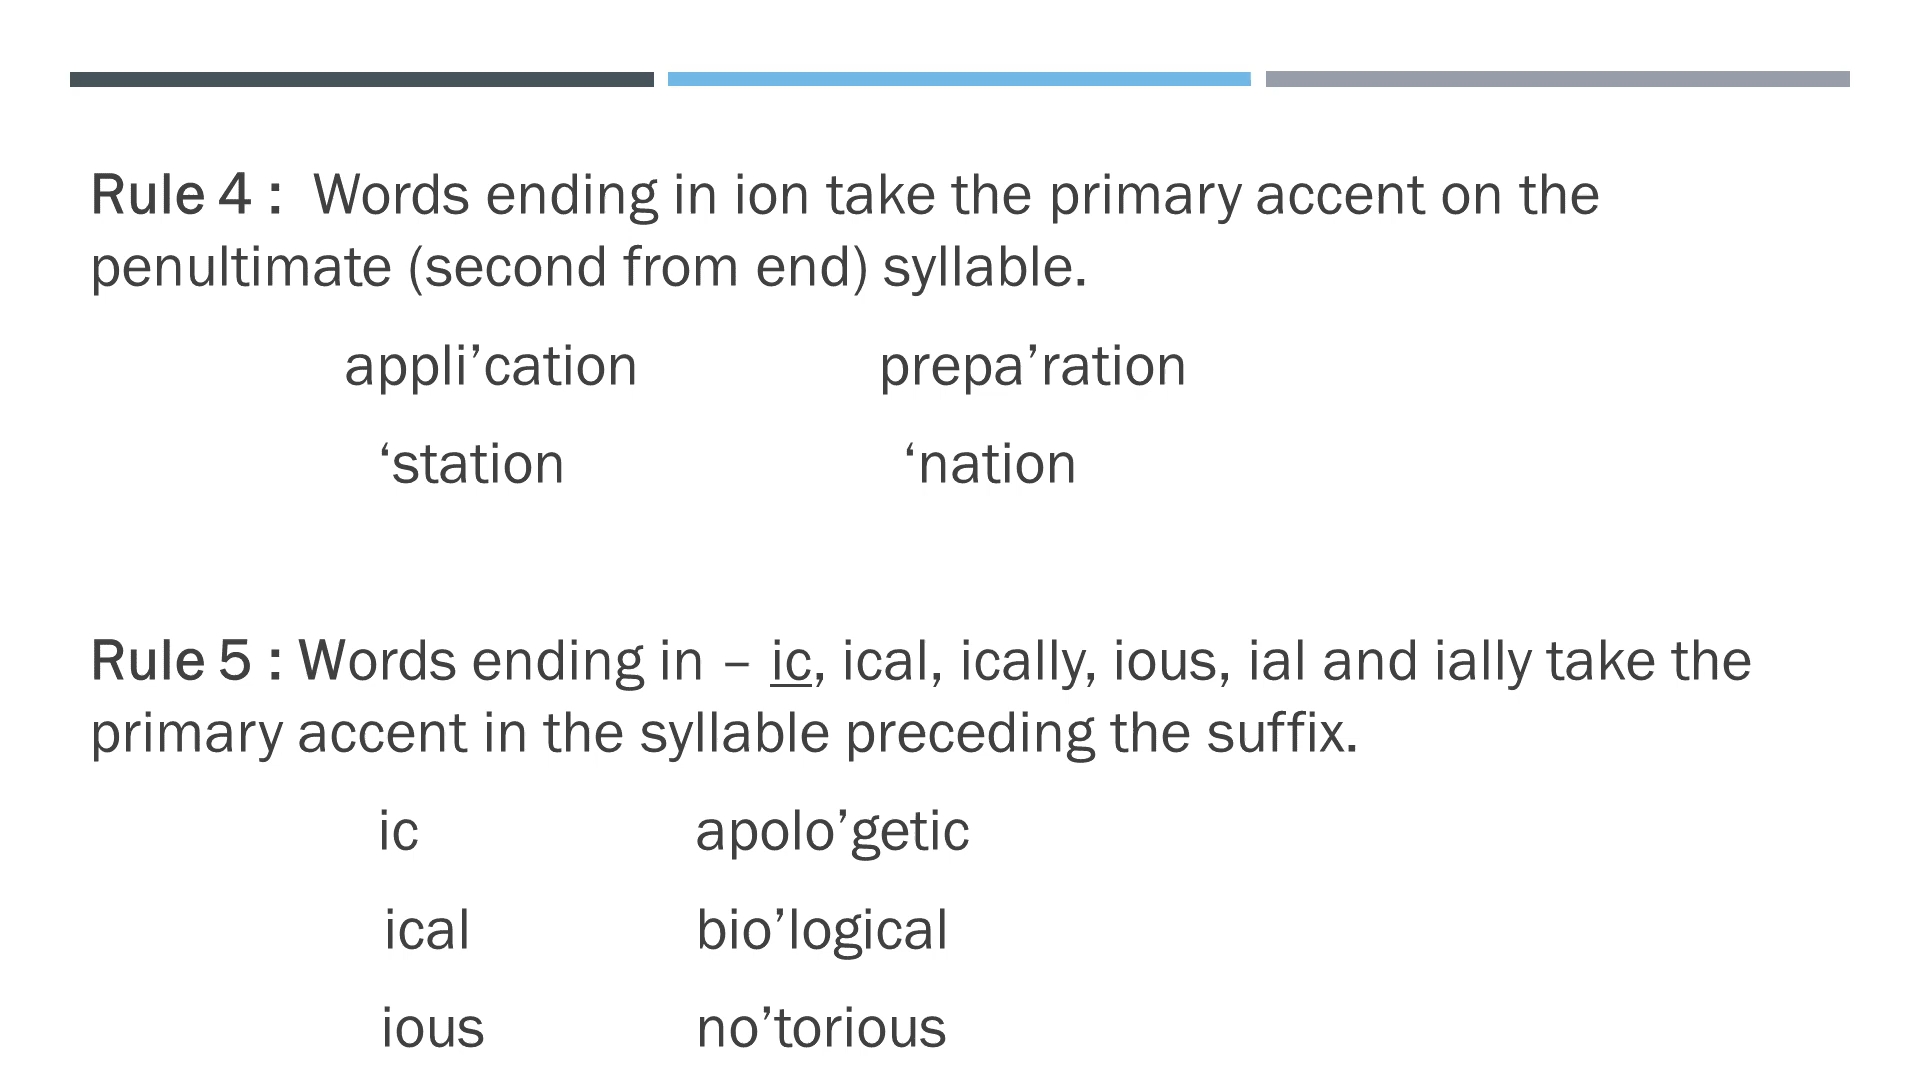 Rule 4 :  Words ending in ion take the primary accent on the
penultimate (second from end) syllable.
appli’cation prepa’ration
‘station ‘nation
Rule 5 : Words ending in – ic, ical, ically, ious, ial and ially take the
primary accent in the syllable preceding the suffix.
ic apolo’getic
ical bio’logical
ious no’torious